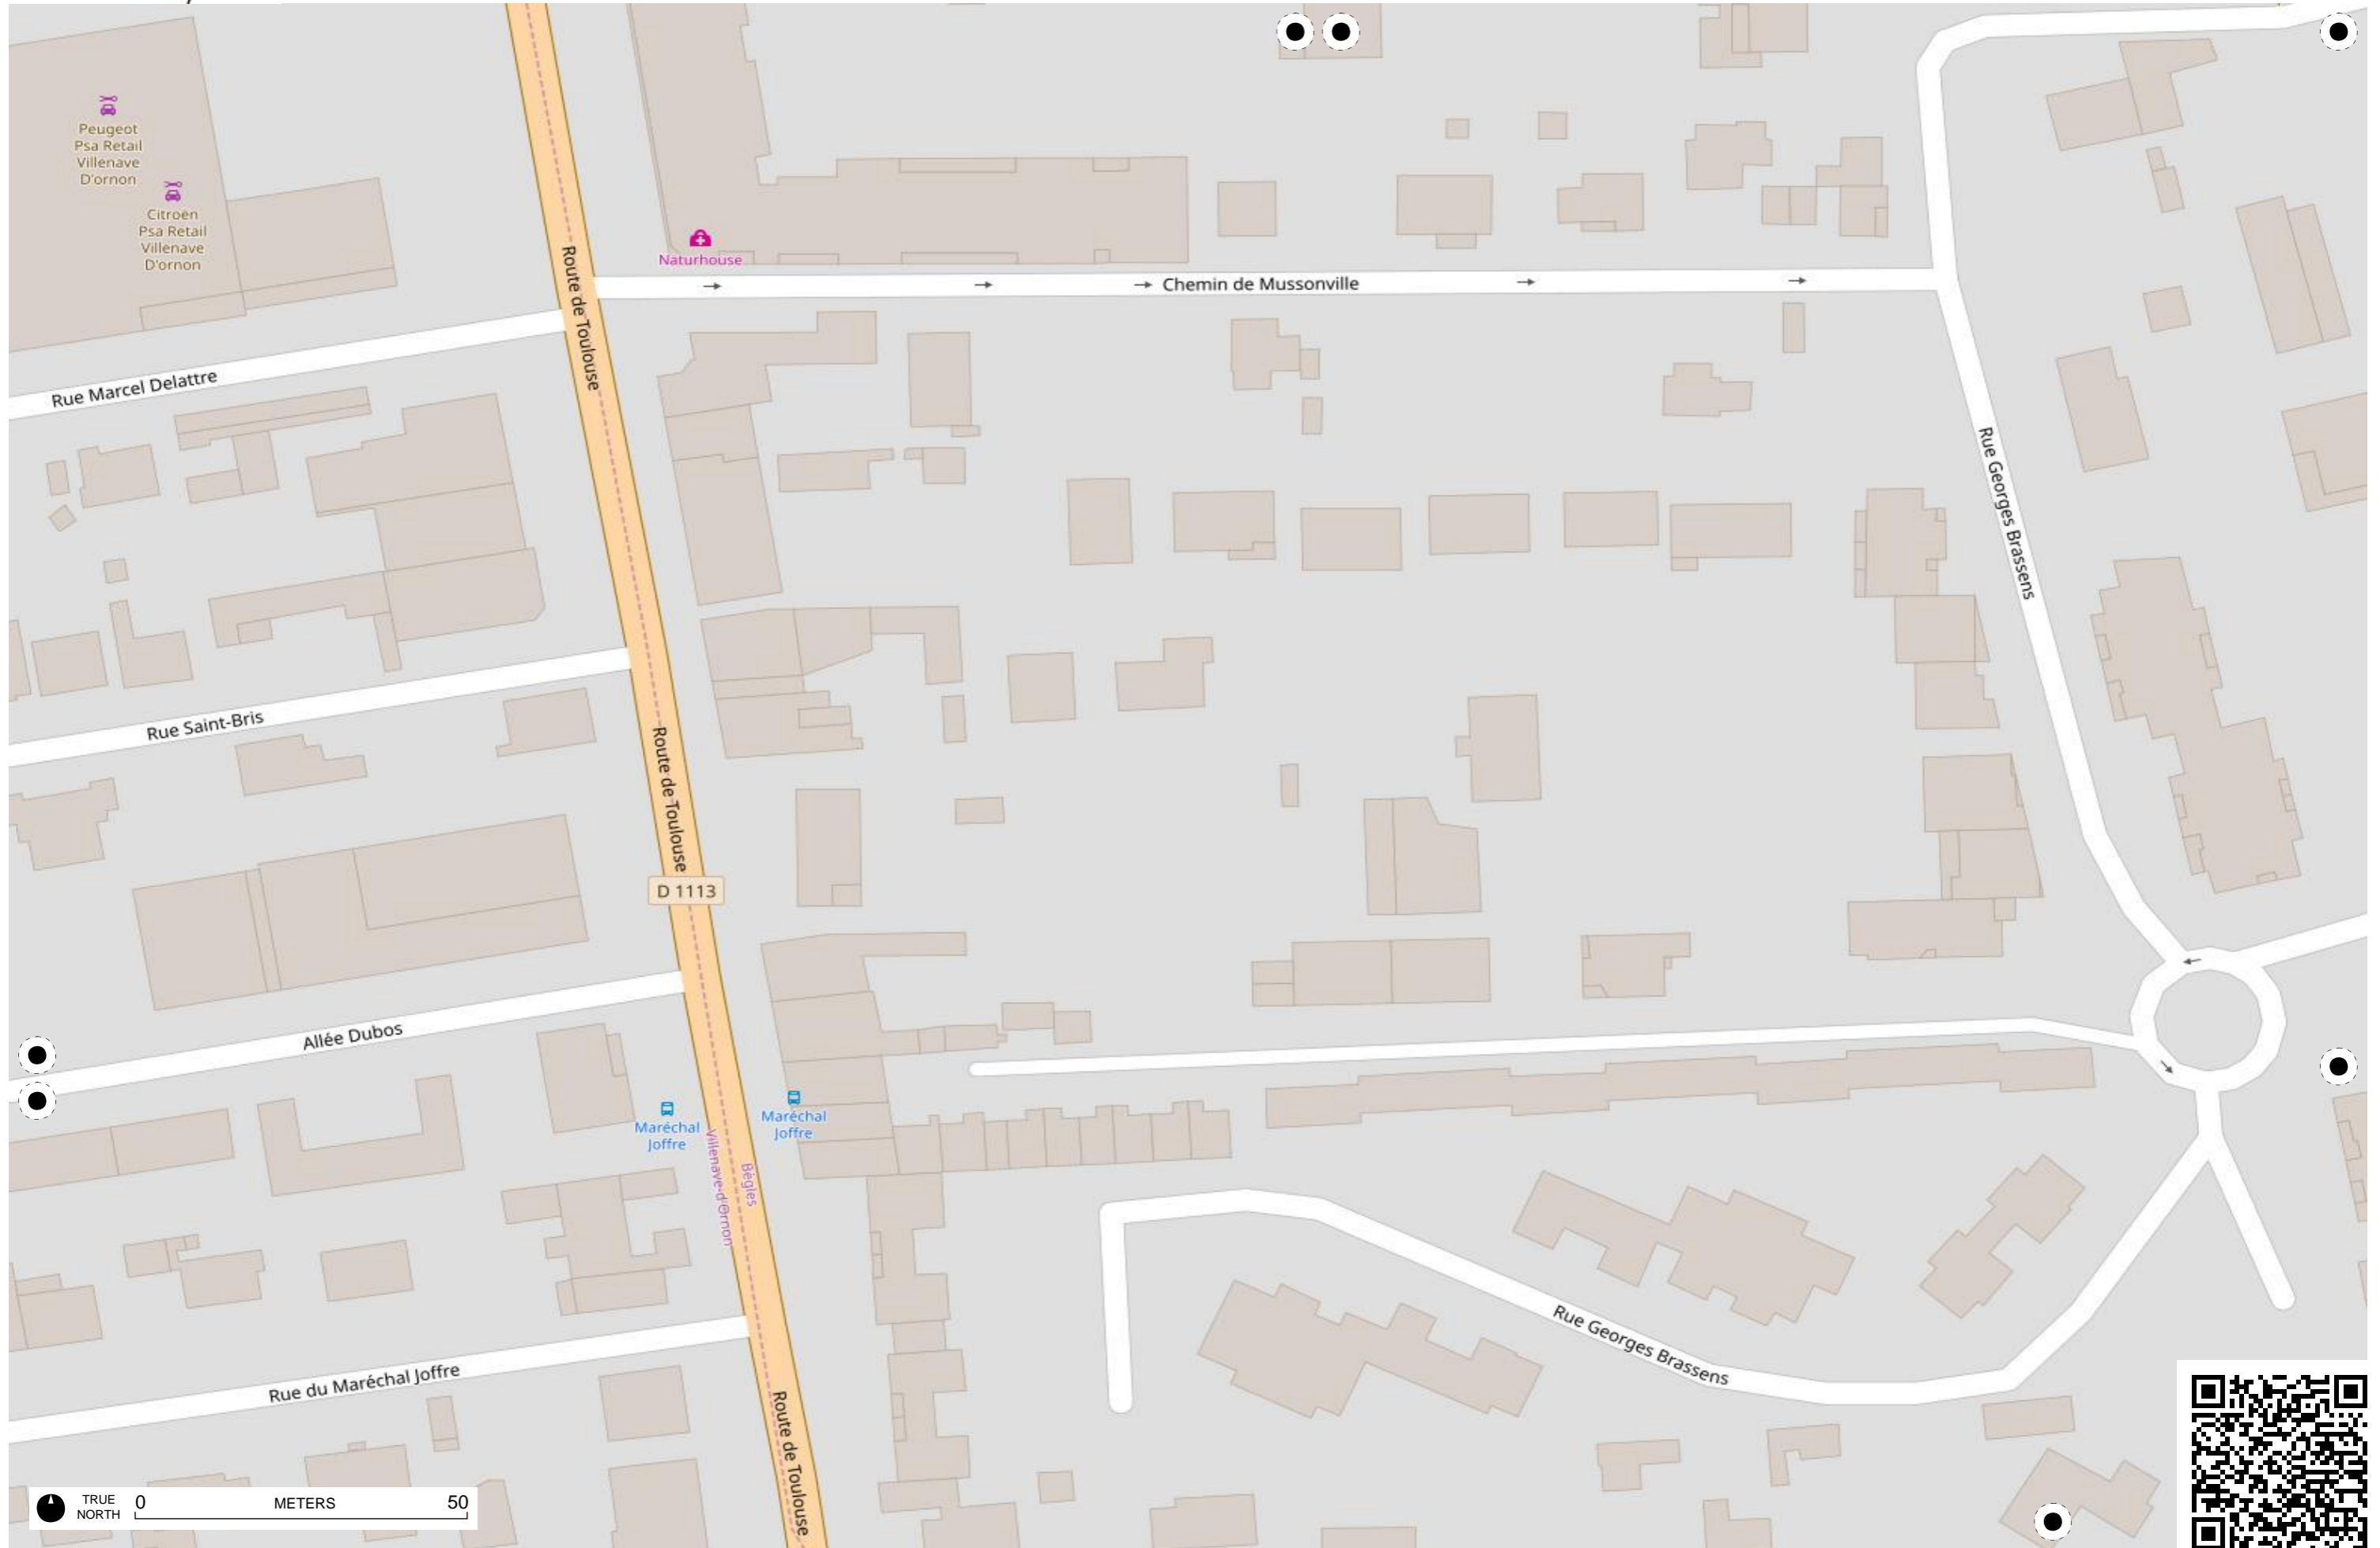 Peugeot
Psa Retail
Villenave
D'ornon
Citroën
Psa Retail
Villenave
D'ornon
Naturhouse
Route de Toulouse
Chemin de Mussonville
Rue Marcel Delattre
Rue Georges Brassens
Rue Saint-Bris
Route de Toulouse
D 1113
Allée Dubos
Maréchal
Joffre
Maréchal
Joffre
Villenave-d'Ornon
Bègles
Rue Georges Brassens
Rue du Maréchal Joffre
Route de Toulouse
TRUE
NORTH
0
METERS
50